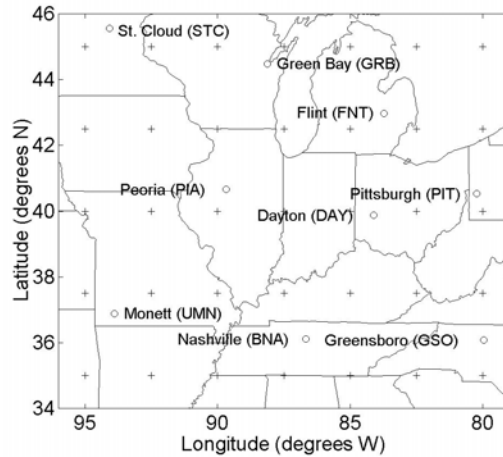 46
St. Cloud (STC)
Green Bay (GRB)
44
Flint (FNT)
42
Peoria (PIA)
Pittsburgh (PIT)
40
Dayton (DAY)
38
Monett (UMN)
Nashville (BNA)
Greensboro (GSO)
36
34
95
90
85
80
Latitude (degrees N)
Longitude (degrees W)